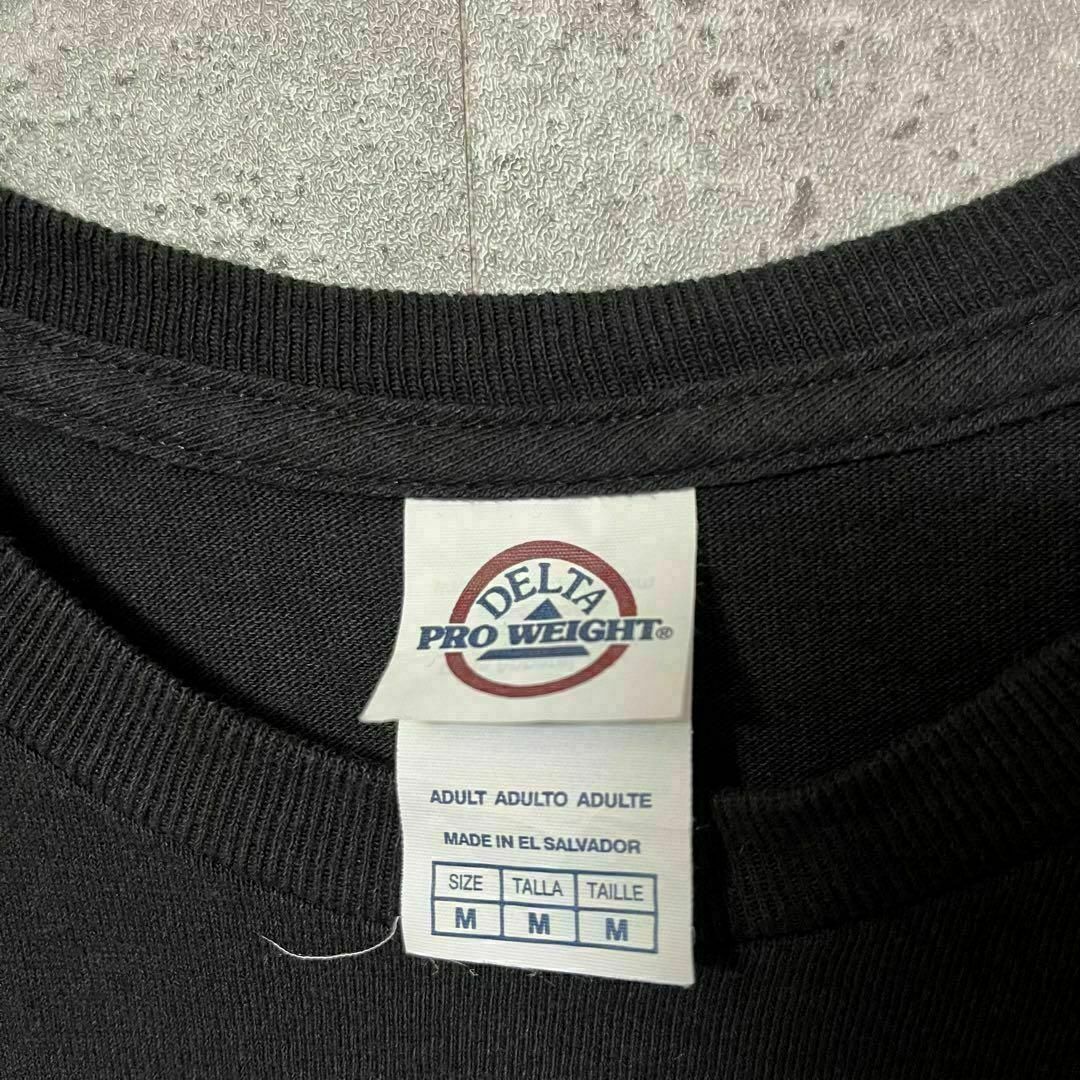 DELTA
PRO WEIGHT®
ADULT ADULTO ADULTE
MADE IN EL SALVADOR
SIZE TALLA TAILLE
M M M